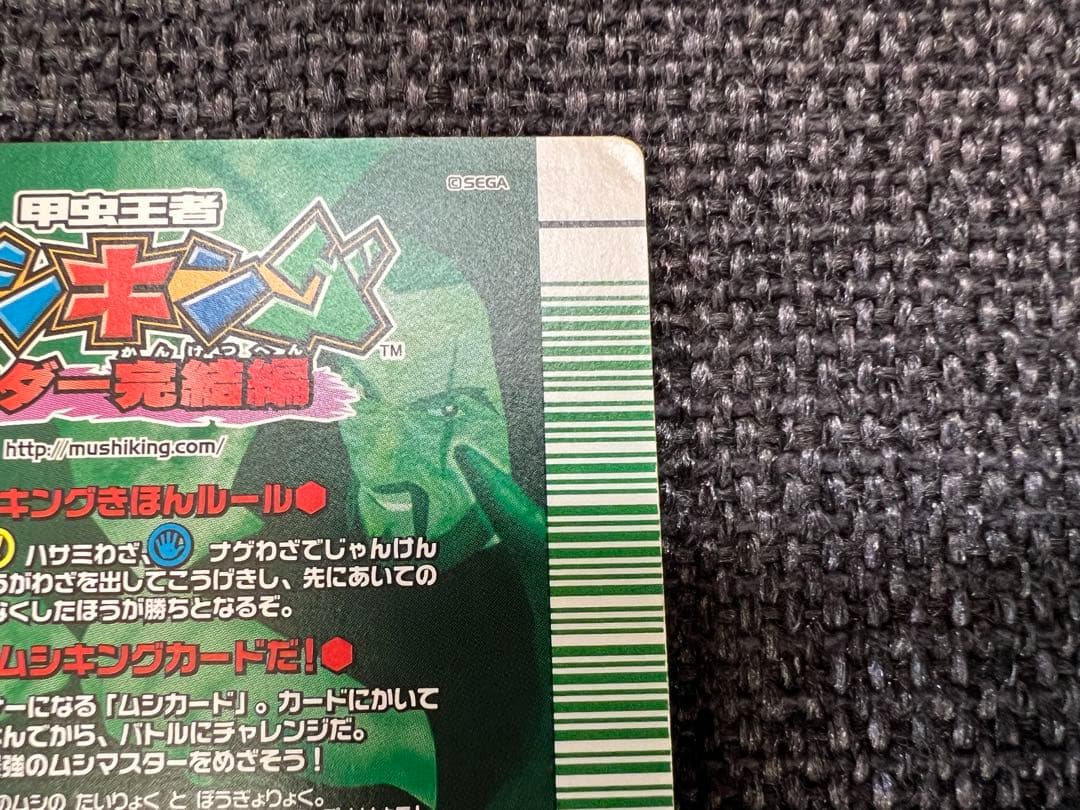 ©SEGA
甲虫王者
シキング
TM
かん けつ へん
ダー完結編
http://mushiking.com/
キングきほんルール
ハサミわざ、 ナゲわざでじゃんけん
がわざを出してこうげきし、先にあいての
なくしたほうが勝ちとなるぞ。
ムシキングカードだ!
ーになる「ムシカード」。カードにかいて
んてから、バトルにチャレンジだ。
強のムシマスターをめざそう!
のムシの たいりょく と ぼうぎょりょく。